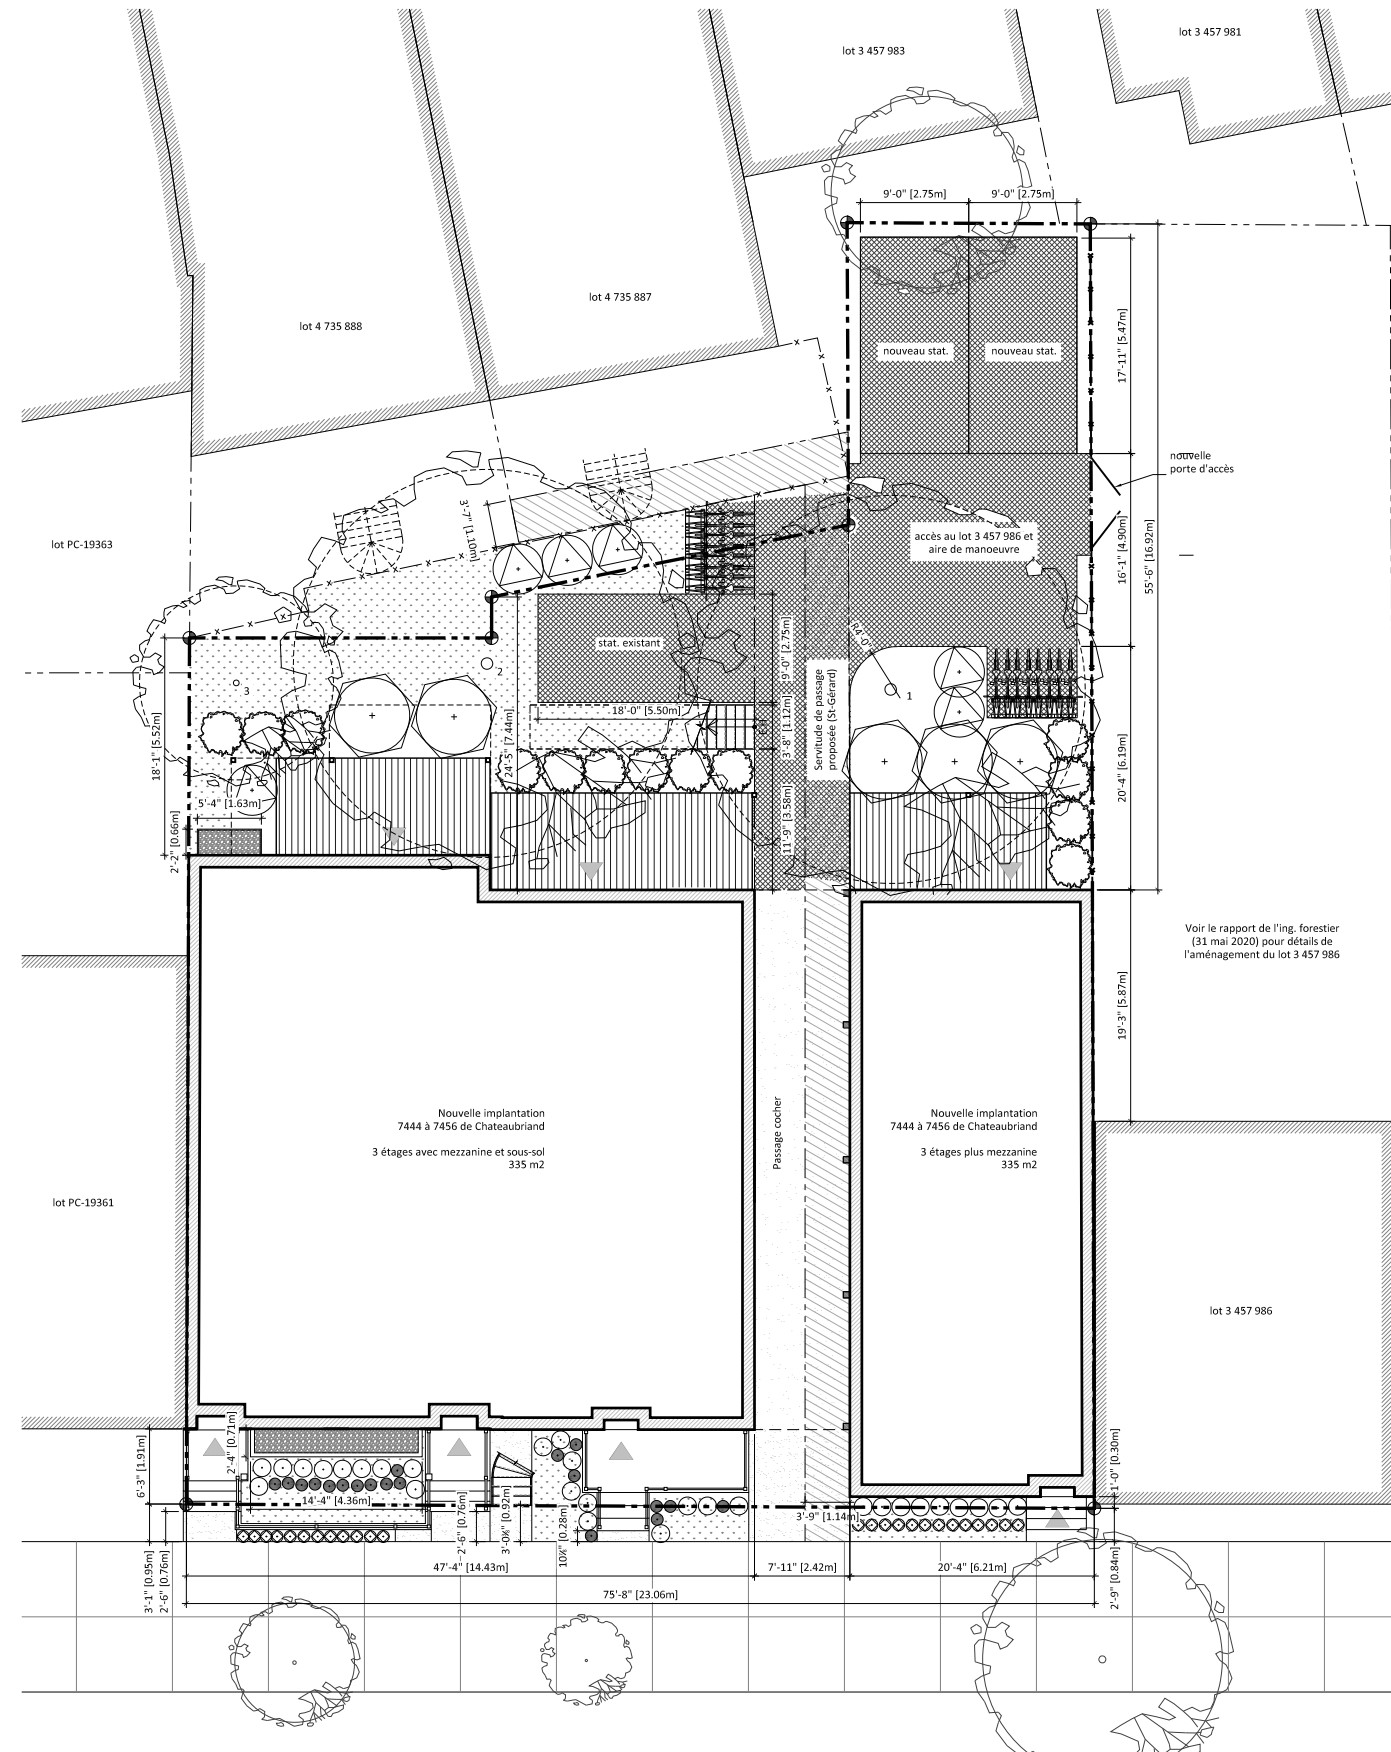 lot 3 457 981
lot 3 457 983
9'-0" [2.75m]
9'-0" [2.75m]
lot 4 735 887
lot 4 735 888
17'-11" [5.47m]
nouveau stat.
nouveau stat.
nouvelle
porte d'accès
3'-7" [1.10m]
lot PC-19363
accès au lot 3 457 986 et
aire de manoeuvre
16'-1" [4.90m]
55'-6" [16.92m]
R4'-0"
stat. existant
9'-0" [2.75m]
2
3
1
18'-0" [5.50m]
3'-8" [1.12m]
Servitude de passage
proposée (St-Gérard)
18'-1" [5.52m]
24'-5" [7.44m]
20'-4" [6.19m]
5'-4" [1.63m]
2'-2" [0.66m]
11'-9" [3.58m]
Voir le rapport de l'ing. forestier
(31 mai 2020) pour détails de
l'aménagement du lot 3 457 986
19'-3" [5.87m]
Nouvelle implantation
7444 à 7456 de Chateaubriand
3 étages avec mezzanine et sous-sol
335 m2
Passage cocher
Nouvelle implantation
7444 à 7456 de Chateaubriand
3 étages plus mezzanine
335 m2
lot PC-19361
lot 3 457 986
6'-3" [1.91m]
2'-4" [0.71m]
14'-4" [4.36m]
2'-6" [0.76m]
3'-0¼" [0.92m]
3'-9" [1.14m]
1'-0" [0.30m]
47'-4" [14.43m]
7'-11" [2.42m]
20'-4" [6.21m]
3'-1" [0.95m]
2'-6" [0.76m]
75'-8" [23.06m]
2'-9" [0.84m]